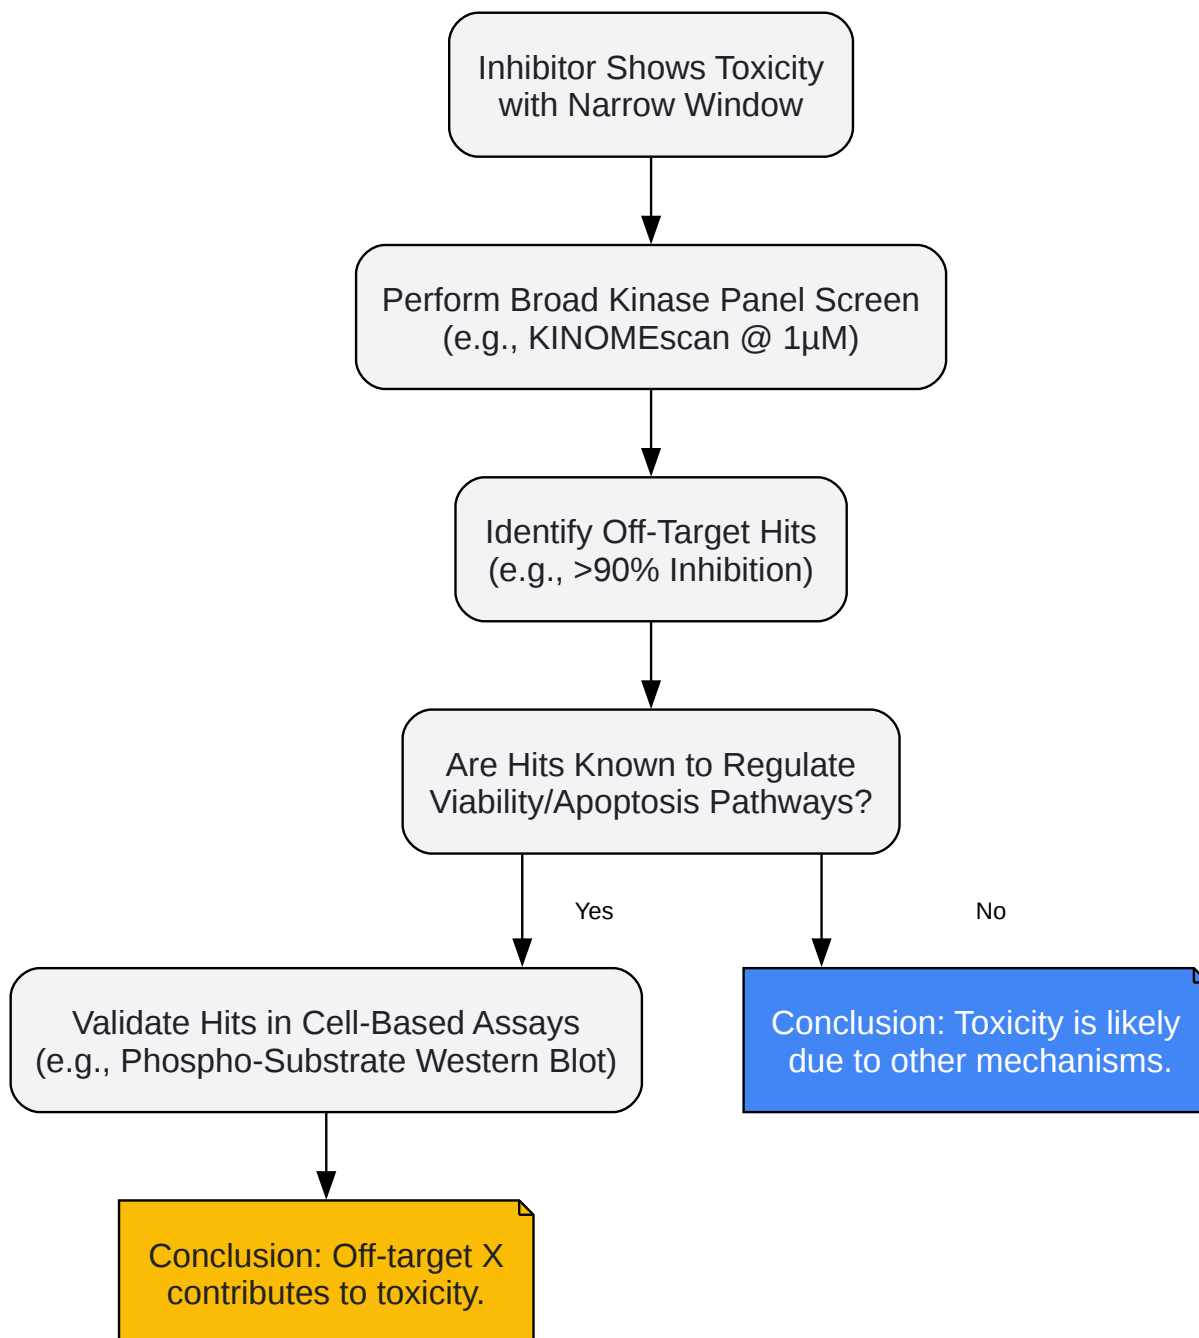 Inhibitor Shows Toxicity
with Narrow Window
Perform Broad Kinase Panel Screen
(e.g., KINOMEscan @ 1µM)
Identify Off-Target Hits
(e.g., >90% Inhibition)
Are Hits Known to Regulate
Viability/Apoptosis Pathways?
Yes
No
Validate Hits in Cell-Based Assays
(e.g., Phospho-Substrate Western Blot)
Conclusion: Toxicity is likely
due to other mechanisms.
Conclusion: Off-target X
contributes to toxicity.